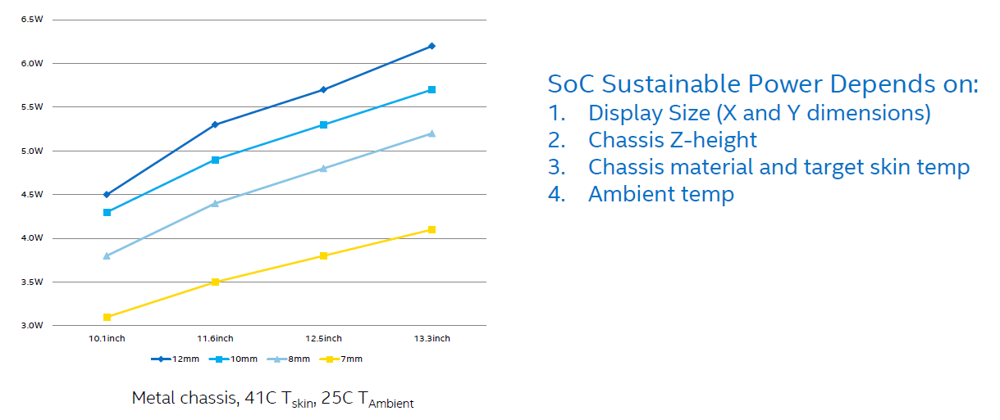 6.5W
6.0W
5.5W
5.0W
4.5W
4.0W
3.5W
3.0W
10.1inch 11.6inch 12.5inch 13.3inch
12mm 10mm 8mm 7mm
Metal chassis, 41C Tskin, 25C TAmbient
SoC Sustainable Power Depends on:
1. Display Size (X and Y dimensions)
2. Chassis Z-height
3. Chassis material and target skin temp
4. Ambient temp